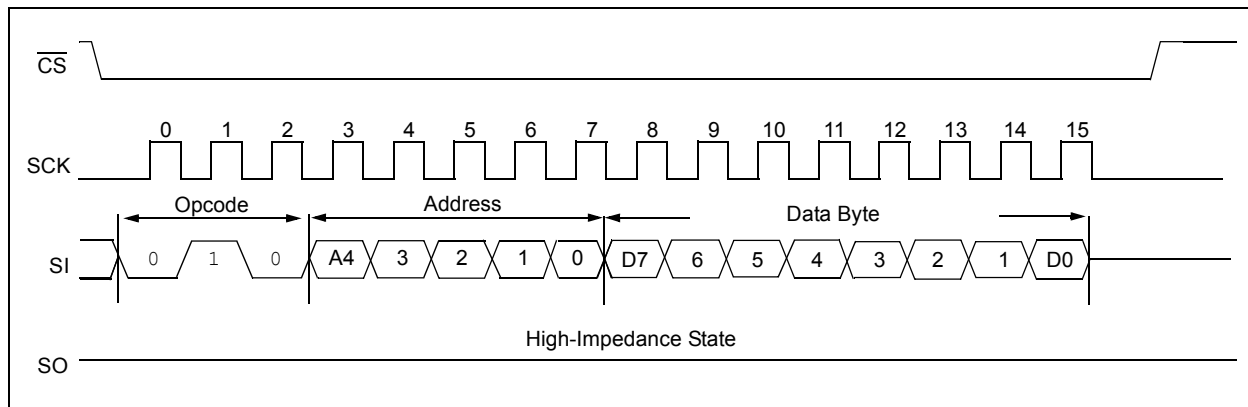 CS
0 1 2 3 4 5 6 7 8 9 10 11 12 13 14 15
SCK
Opcode Address Data Byte
SI 0 1 0 A4 3 2 1 0 D7 6 5 4 3 2 1 D0
High-Impedance State
SO